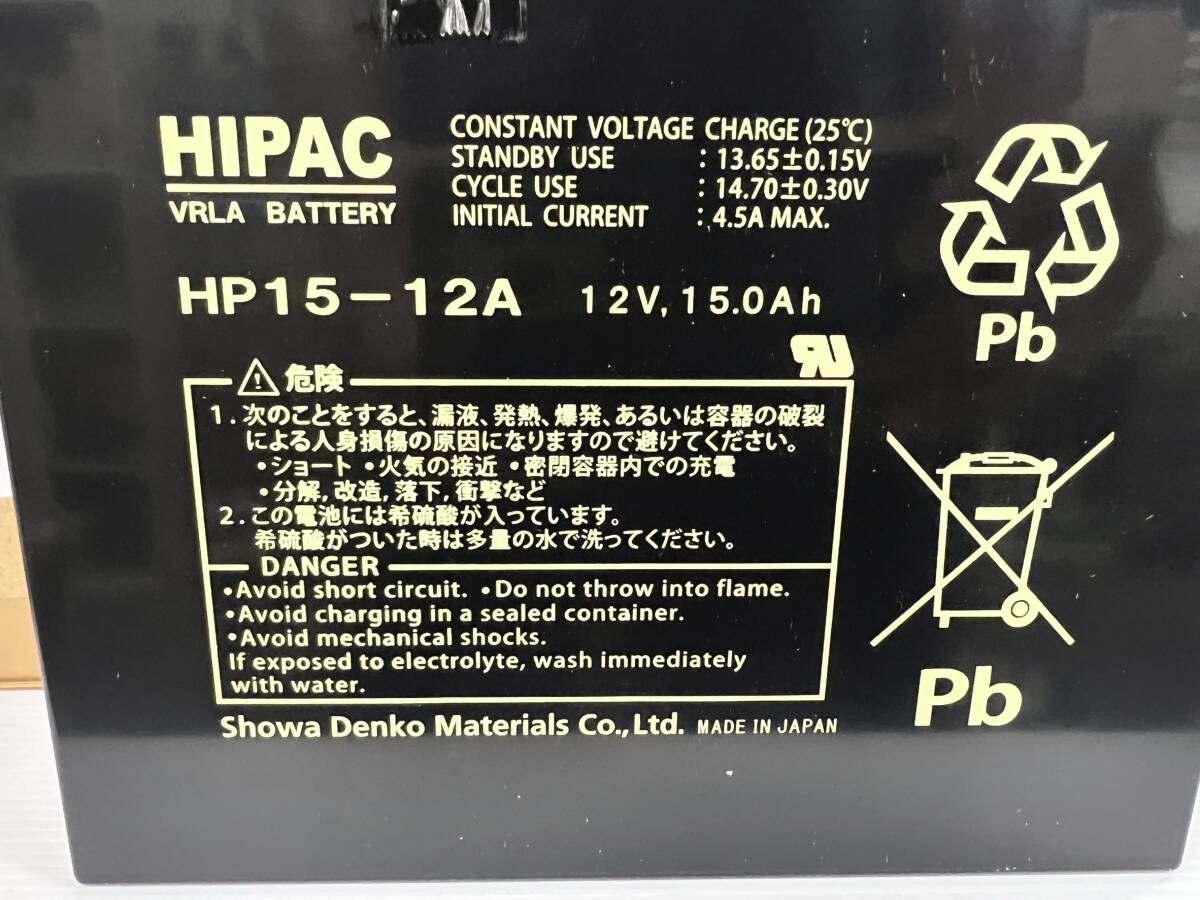 HIPAC
VRLA BATTERY
CONSTANT VOLTAGE CHARGE (25℃)
STANDBY USE : 13.65±0.15V
CYCLE USE : 14.70±0.30V
INITIAL CURRENT : 4.5A MAX.
HP15-12A 12V, 15.0Ah
Pb
危険
1. 次のことをすると、漏液、発熱、爆発、あるいは容器の破裂
による人身損傷の原因になりますので避けてください。
・ショート ・火気の接近 ・密閉容器内での充電
・分解, 改造, 落下, 衝撃など
2. この電池には希硫酸が入っています。
希硫酸がついた時は多量の水で洗ってください。
DANGER
•Avoid short circuit. •Do not throw into flame.
•Avoid charging in a sealed container.
•Avoid mechanical shocks.
If exposed to electrolyte, wash immediately
with water.
Pb
Showa Denko Materials Co.,Ltd. MADE IN JAPAN